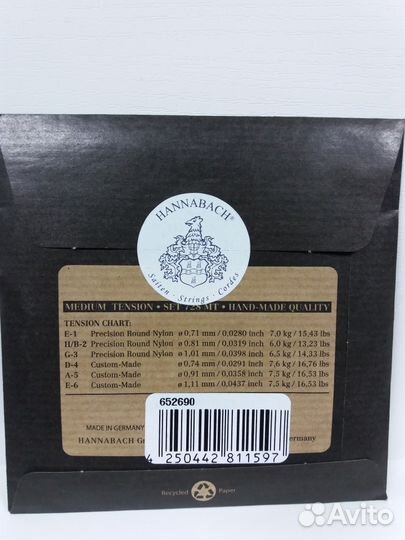 HANNABACH®
Saiten · Strings · Cordes
MEDIUM TENSION • SET 728 MT • HAND-MADE QUALITY
TENSION CHART:
E-1 Precision Round Nylon ø 0,71 mm / 0,0280 inch 7.0 kg / 15,43 lbs
H/B-2 Precision Round Nylon ø 0.81 mm / 0,0319 inch 6.0 kg / 13,23 lbs
G-3 Precision Round Nylon ø 1.01 mm / 0,0398 inch 6,5 kg / 14,33 lbs
D-4 Custom-Made ø 0,74 mm / 0,0291 inch 7,6 kg / 16,76 lbs
A-5 Custom-Made ø 0,91 mm / 0,0358 inch 7.5 kg / 16,53 lbs
E-6 Custom-Made ø 1,11 mm / 0,0437 inch 7.5 kg / 16,53 lbs
652690
MADE IN GERMANY
HANNABACH G ermany
4 250442 811597
Recycled Paper
Avito